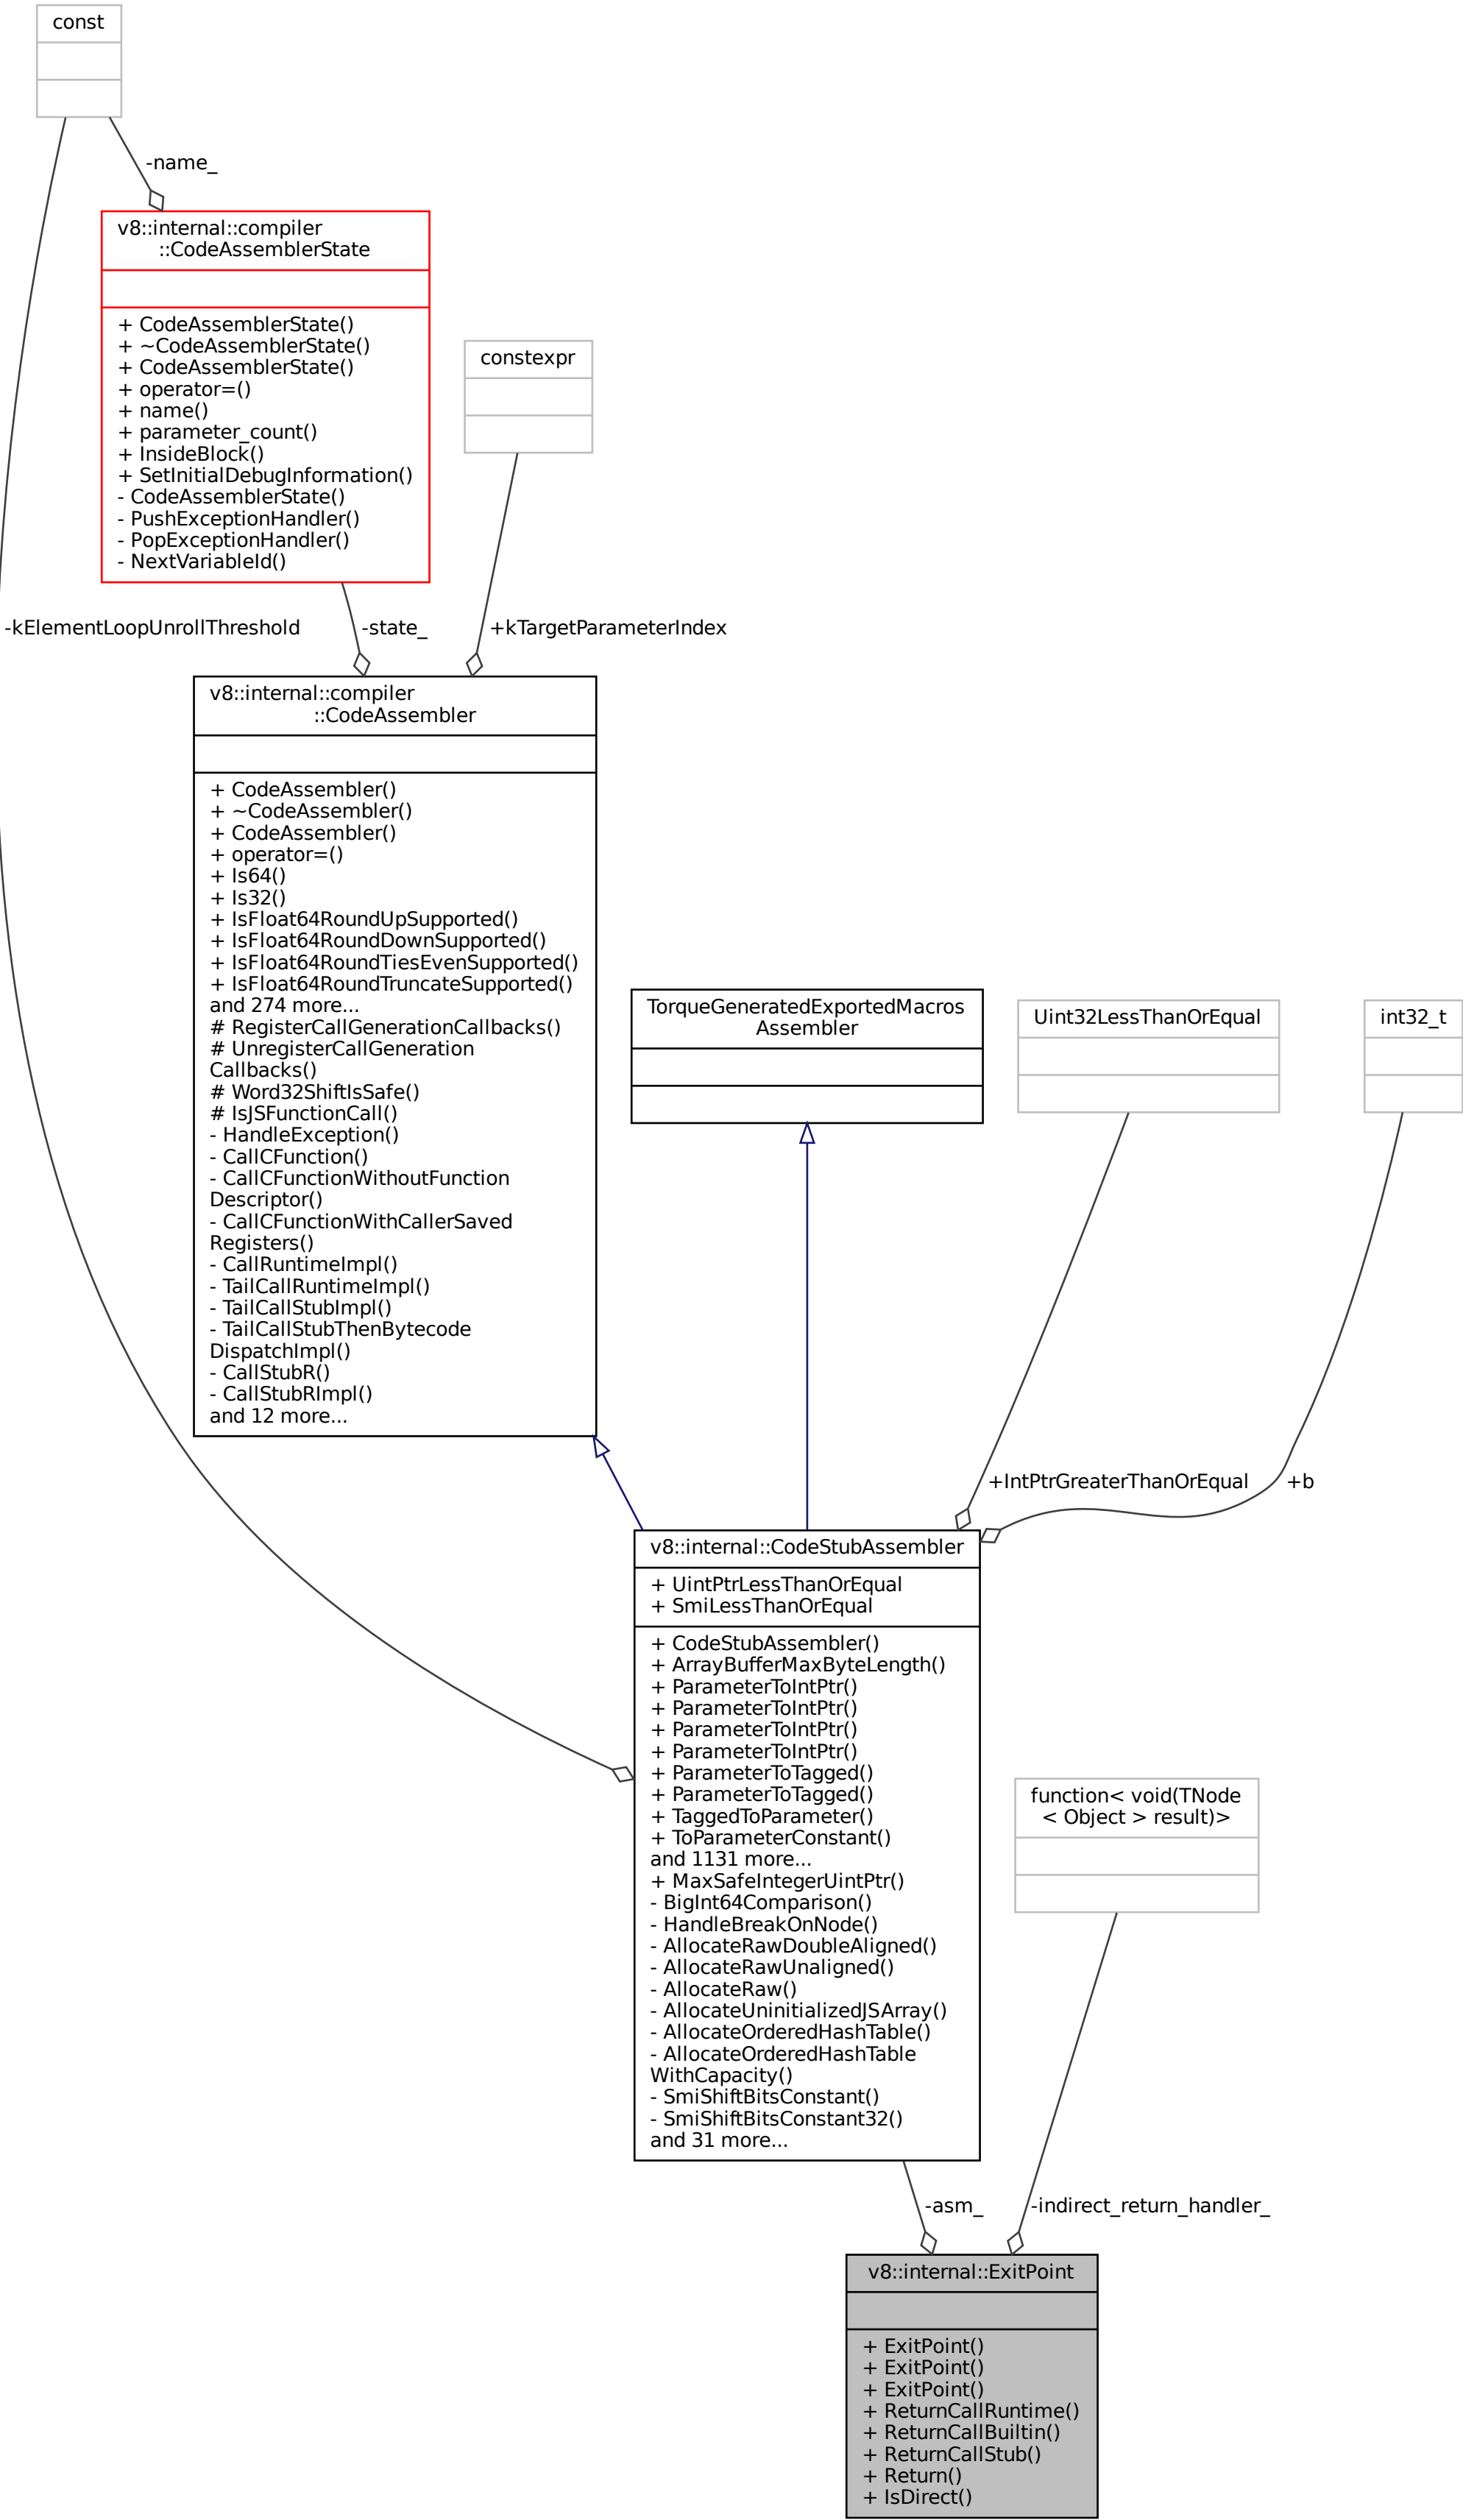 const
-name_
v8::internal::compiler
::CodeAssemblerState
+ CodeAssemblerState()
+ ~CodeAssemblerState()
+ CodeAssemblerState()
+ operator=()
+ name()
+ parameter_count()
+ InsideBlock()
+ SetInitialDebugInformation()
- CodeAssemblerState()
- PushExceptionHandler()
- PopExceptionHandler()
- NextVariableId()
constexpr
-kElementLoopUnrollThreshold
-state_
+kTargetParameterIndex
v8::internal::compiler
::CodeAssembler
+ CodeAssembler()
+ ~CodeAssembler()
+ CodeAssembler()
+ operator=()
+ Is64()
+ Is32()
+ IsFloat64RoundUpSupported()
+ IsFloat64RoundDownSupported()
+ IsFloat64RoundTiesEvenSupported()
+ IsFloat64RoundTruncateSupported()
and 274 more...
# RegisterCallGenerationCallbacks()
# UnregisterCallGeneration
Callbacks()
# Word32ShiftIsSafe()
# IsJSFunctionCall()
- HandleException()
- CallCFunction()
- CallCFunctionWithoutFunction
Descriptor()
- CallCFunctionWithCallerSaved
Registers()
- CallRuntimeImpl()
- TailCallRuntimeImpl()
- TailCallStubImpl()
- TailCallStubThenBytecode
DispatchImpl()
- CallStubR()
- CallStubRImpl()
and 12 more...
TorqueGeneratedExportedMacros
Assembler
Uint32LessThanOrEqual
int32_t
+IntPtrGreaterThanOrEqual
+b
v8::internal::CodeStubAssembler
+ UintPtrLessThanOrEqual
+ SmiLessThanOrEqual
+ CodeStubAssembler()
+ ArrayBufferMaxByteLength()
+ ParameterToIntPtr()
+ ParameterToIntPtr()
+ ParameterToIntPtr()
+ ParameterToIntPtr()
+ ParameterToTagged()
+ ParameterToTagged()
+ TaggedToParameter()
+ ToParameterConstant()
and 1131 more...
+ MaxSafeIntegerUintPtr()
- BigInt64Comparison()
- HandleBreakOnNode()
- AllocateRawDoubleAligned()
- AllocateRawUnaligned()
- AllocateRaw()
- AllocateUninitializedJSArray()
- AllocateOrderedHashTable()
- AllocateOrderedHashTable
WithCapacity()
- SmiShiftBitsConstant()
- SmiShiftBitsConstant32()
and 31 more...
function< void(TNode
< Object > result)>
-asm_
-indirect_return_handler_
v8::internal::ExitPoint
+ ExitPoint()
+ ExitPoint()
+ ExitPoint()
+ ReturnCallRuntime()
+ ReturnCallBuiltin()
+ ReturnCallStub()
+ Return()
+ IsDirect()